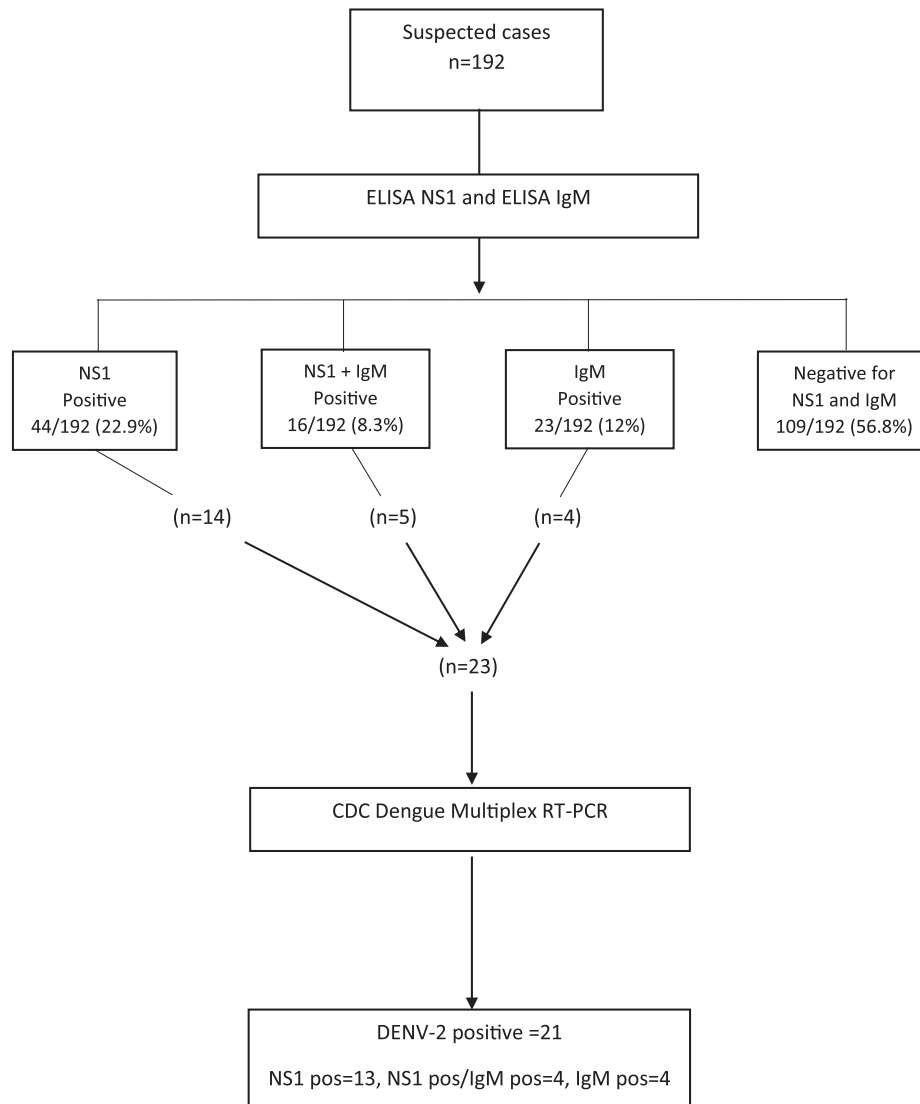 Suspected cases
n=192
ELISA NS1 and ELISA IgM
NS1
Positive
44/192 (22.9%)
NS1 + IgM
Positive
16/192 (8.3%)
IgM
Positive
23/192 (12%)
Negative for
NS1 and IgM
109/192 (56.8%)
(n=14)
(n=5)
(n=4)
(n=23)
CDC Dengue Multiplex RT-PCR
DENV-2 positive =21
NS1 pos=13, NS1 pos/IgM pos=4, IgM pos=4